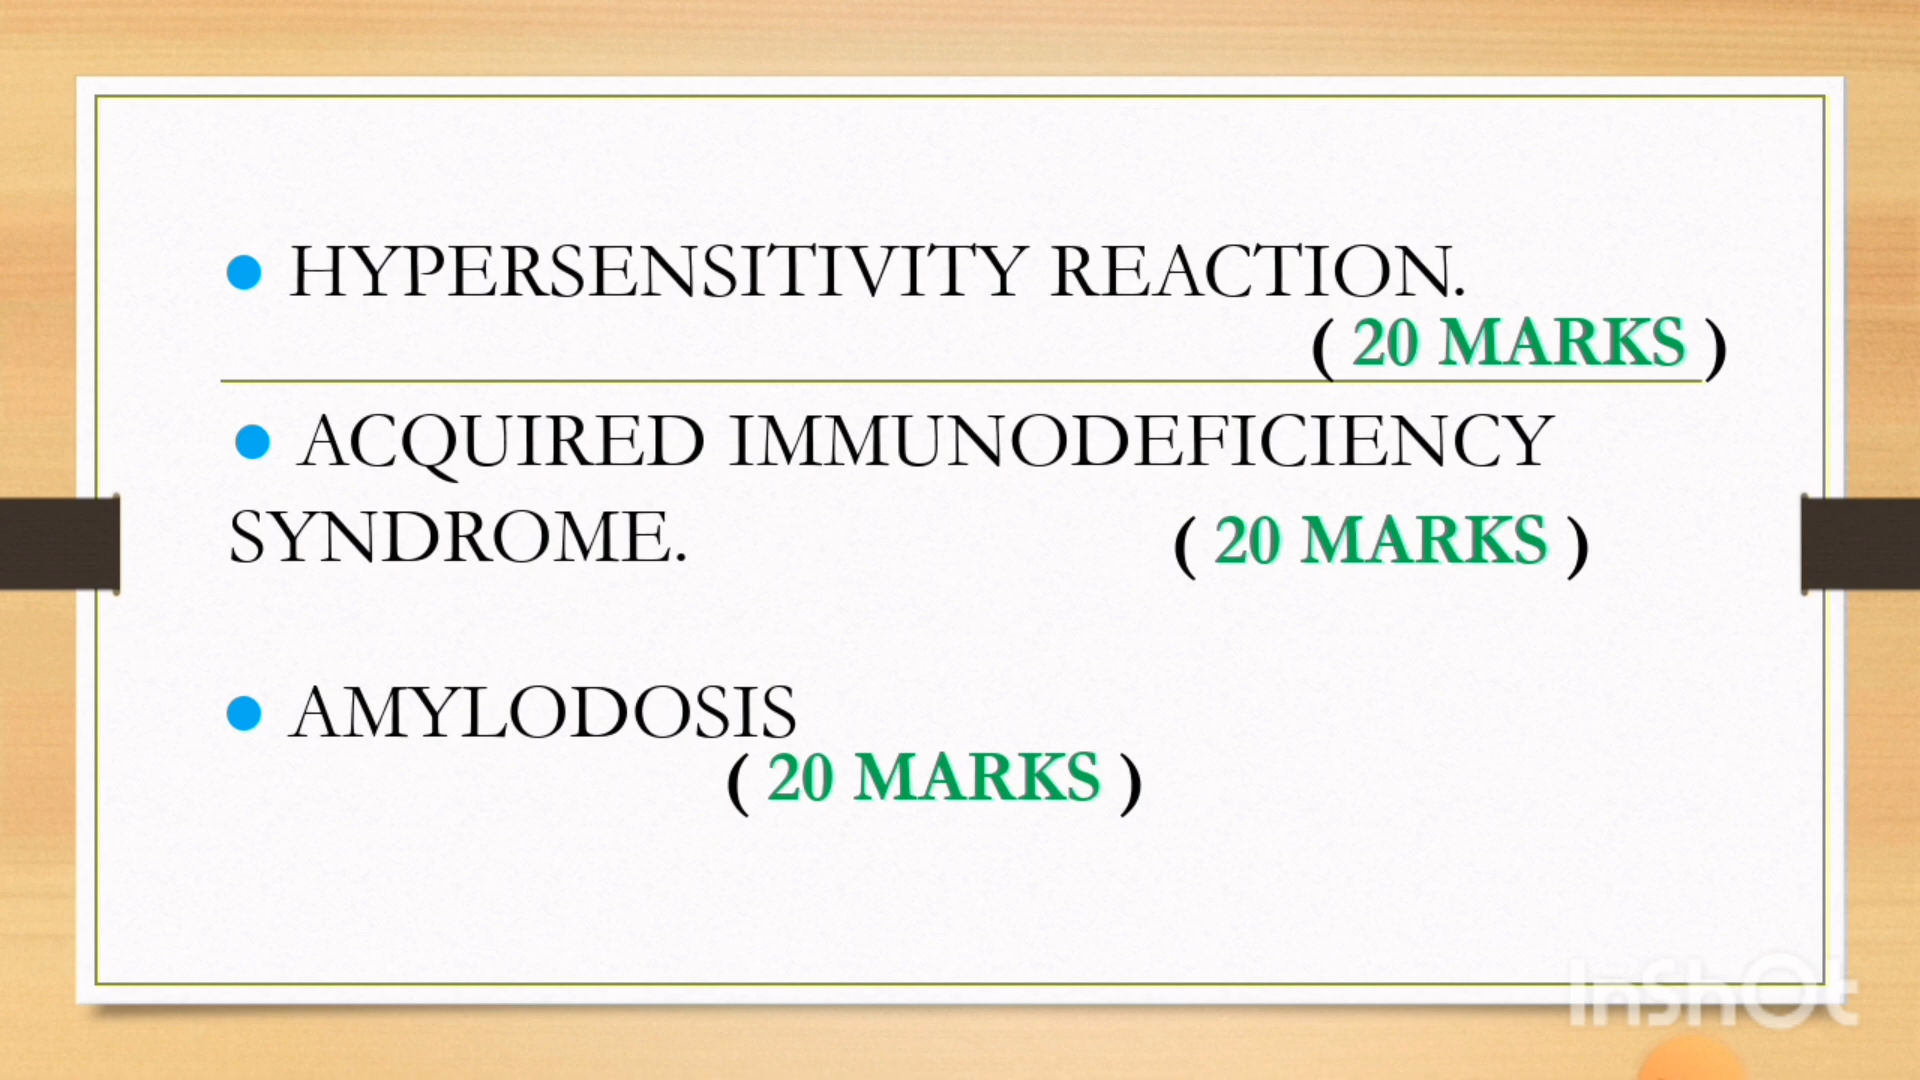 ● HYPERSENSITIVITY REACTION.
( 20 MARKS )
● ACQUIRED IMMUNODEFICIENCY
SYNDROME. ( 20 MARKS )
● AMYLODOSIS
( 20 MARKS )
InShOt